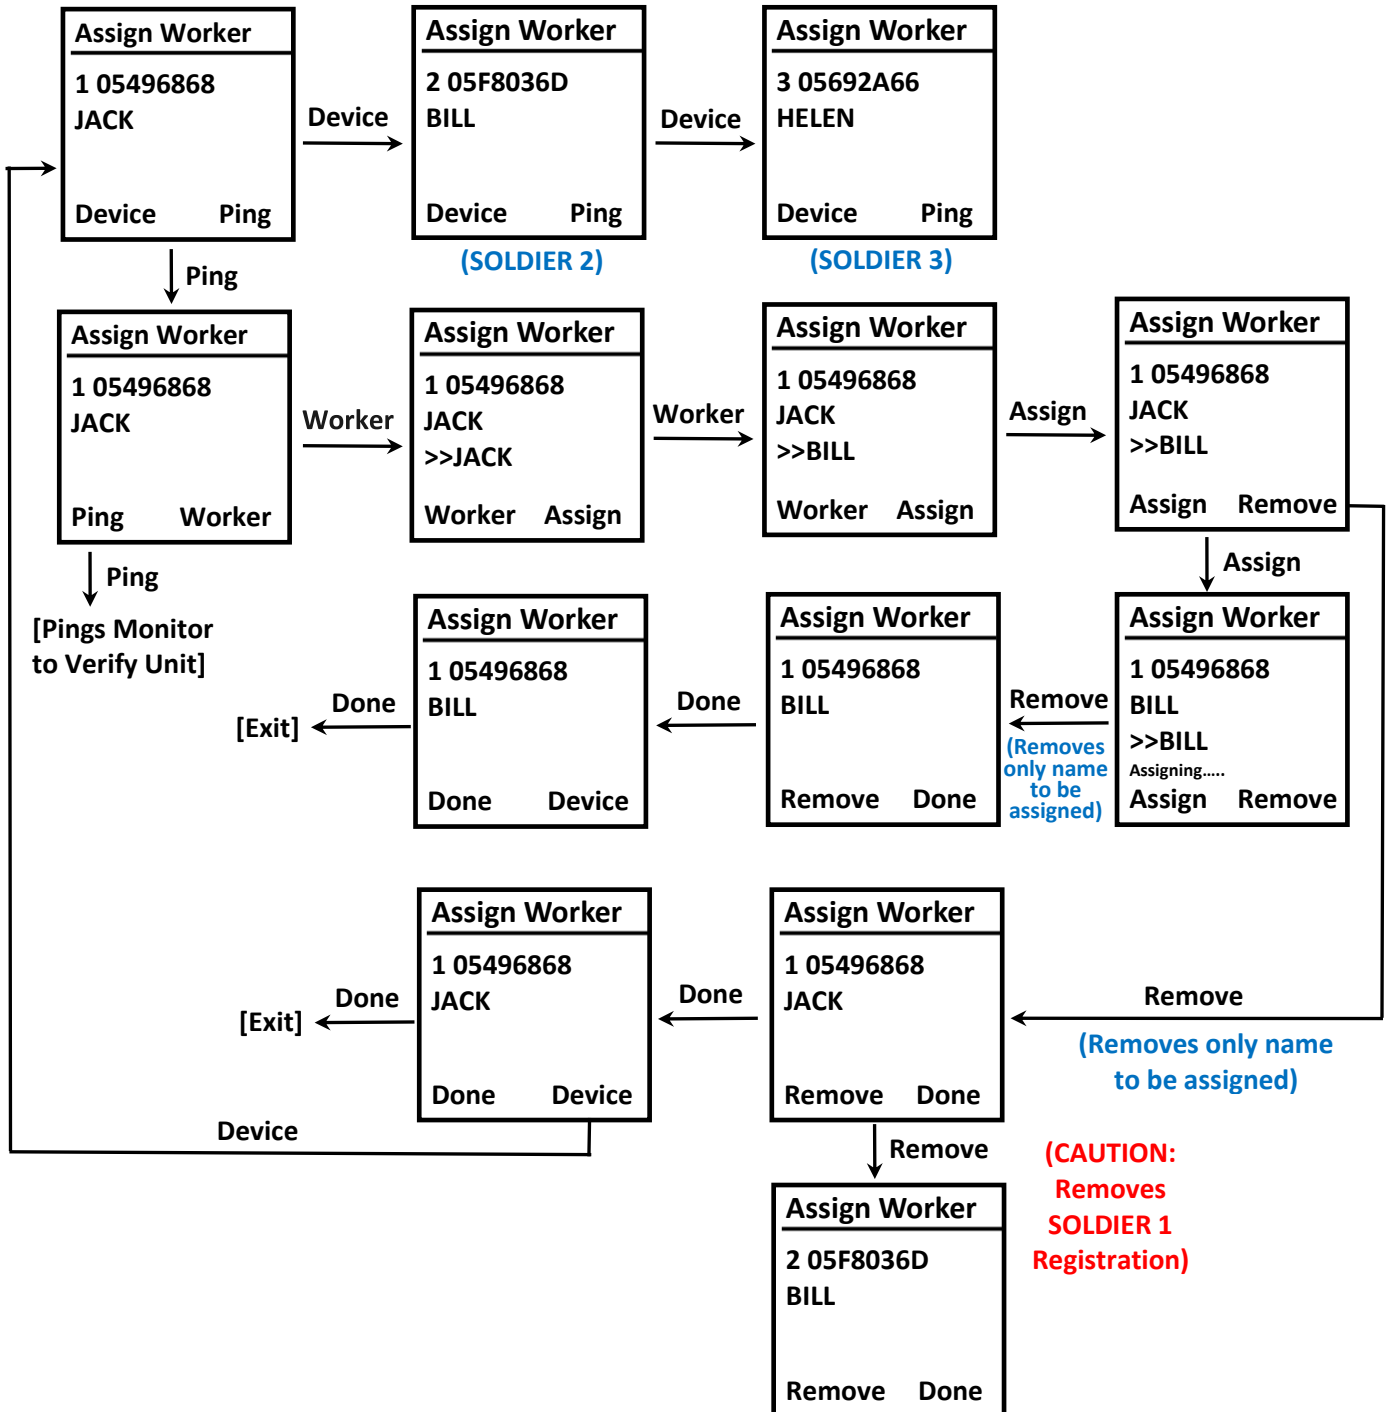 Assign Worker
1 05496868
JACK
Device Ping
Device
Assign Worker
2 05F8036D
BILL
Device Ping
(SOLDIER 2)
Device
Assign Worker
3 05692A66
HELEN
Device Ping
(SOLDIER 3)
Ping
Assign Worker
1 05496868
JACK
Ping Worker
Worker
Assign Worker
1 05496868
JACK
>>JACK
Worker Assign
Worker
Assign Worker
1 05496868
JACK
>>BILL
Worker Assign
Assign
Assign Worker
1 05496868
JACK
>>BILL
Assign Remove
Ping
[Pings Monitor
to Verify Unit]
Assign
Assign Worker
1 05496868
BILL
>>BILL
Assigning.....
Assign Remove
Remove
(Removes
only name
to be
assigned)
Assign Worker
1 05496868
BILL
Remove Done
Done
Assign Worker
1 05496868
BILL
Done Device
Done
[Exit]
Remove
(Removes only name
to be assigned)
Assign Worker
1 05496868
JACK
Remove Done
Done
Assign Worker
1 05496868
JACK
Done Device
Done
[Exit]
Device
Remove
(CAUTION:
Removes
SOLDIER 1
Registration)
Assign Worker
2 05F8036D
BILL
Remove Done